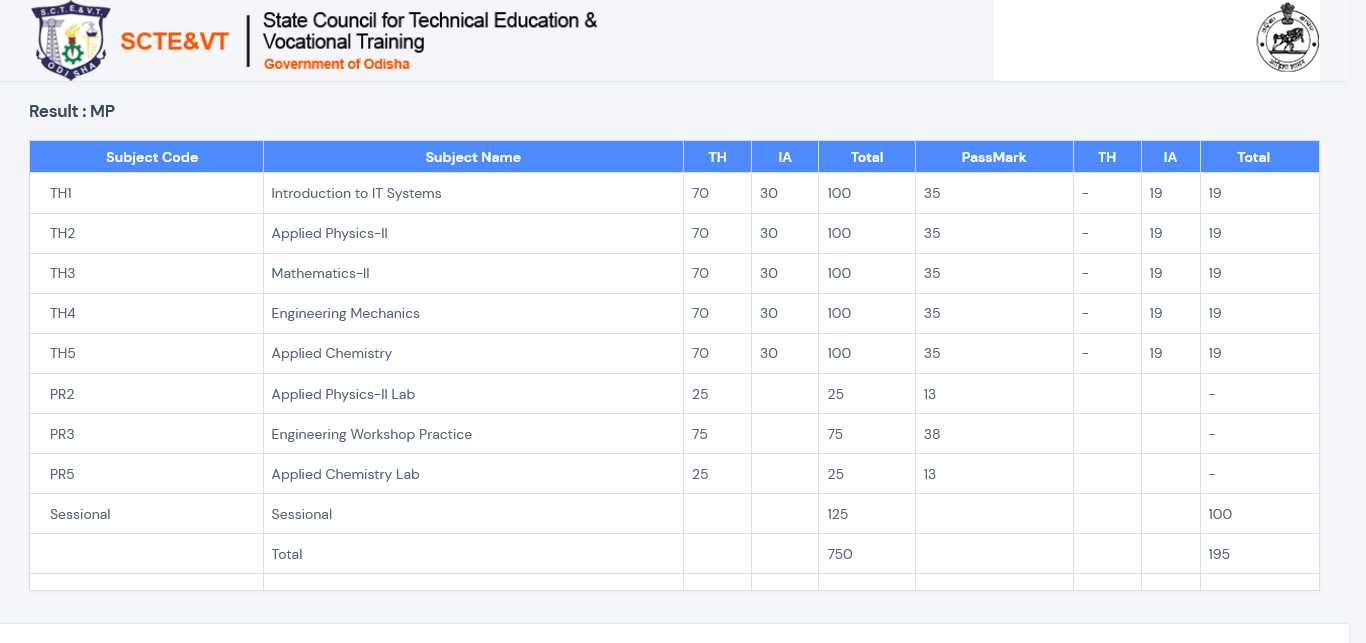 S.C.T.E.&V.T.
ODISHA
SCTE&VT
State Council for Technical Education &
Vocational Training
Government of Odisha
Result : MP
Subject Code Subject Name TH IA Total PassMark TH IA Total
TH1 Introduction to IT Systems 70 30 100 35 - 19 19
TH2 Applied Physics-II 70 30 100 35 - 19 19
TH3 Mathematics-II 70 30 100 35 - 19 19
TH4 Engineering Mechanics 70 30 100 35 - 19 19
TH5 Applied Chemistry 70 30 100 35 - 19 19
PR2 Applied Physics-II Lab 25 25 13 -
PR3 Engineering Workshop Practice 75 75 38 -
PR5 Applied Chemistry Lab 25 25 13 -
Sessional Sessional 125 100
Total 750 195